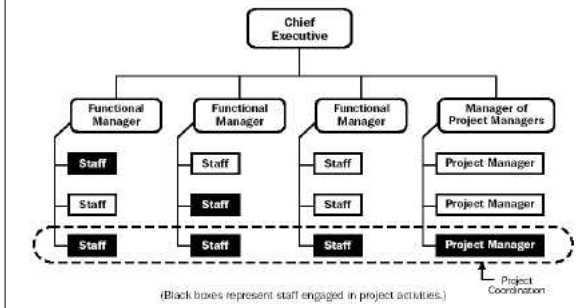 Chief
Executive
Functional
Manager
Functional
Manager
Functional
Manager
Manager of
Project Managers
Staff
Staff
Staff
Project Manager
Staff
Staff
Staff
Project Manager
Staff
Staff
Staff
Project Manager
(Black boxes represent staff engaged in project activities.)
Project
Coordination